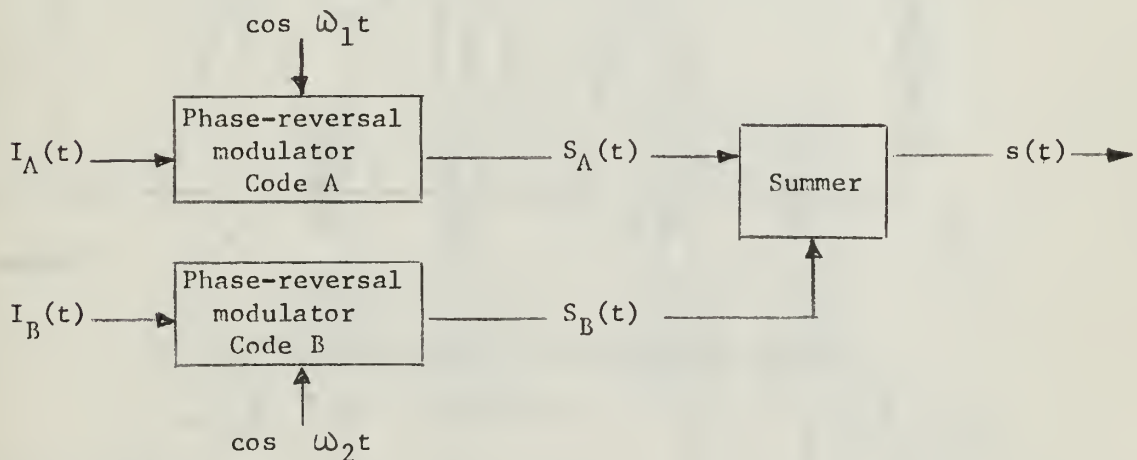 cos ω₁t
Phase-reversal
modulator
Code A
I_A(t)
S_A(t)
Summer
s(t)
Phase-reversal
modulator
Code B
I_B(t)
S_B(t)
cos ω₂t